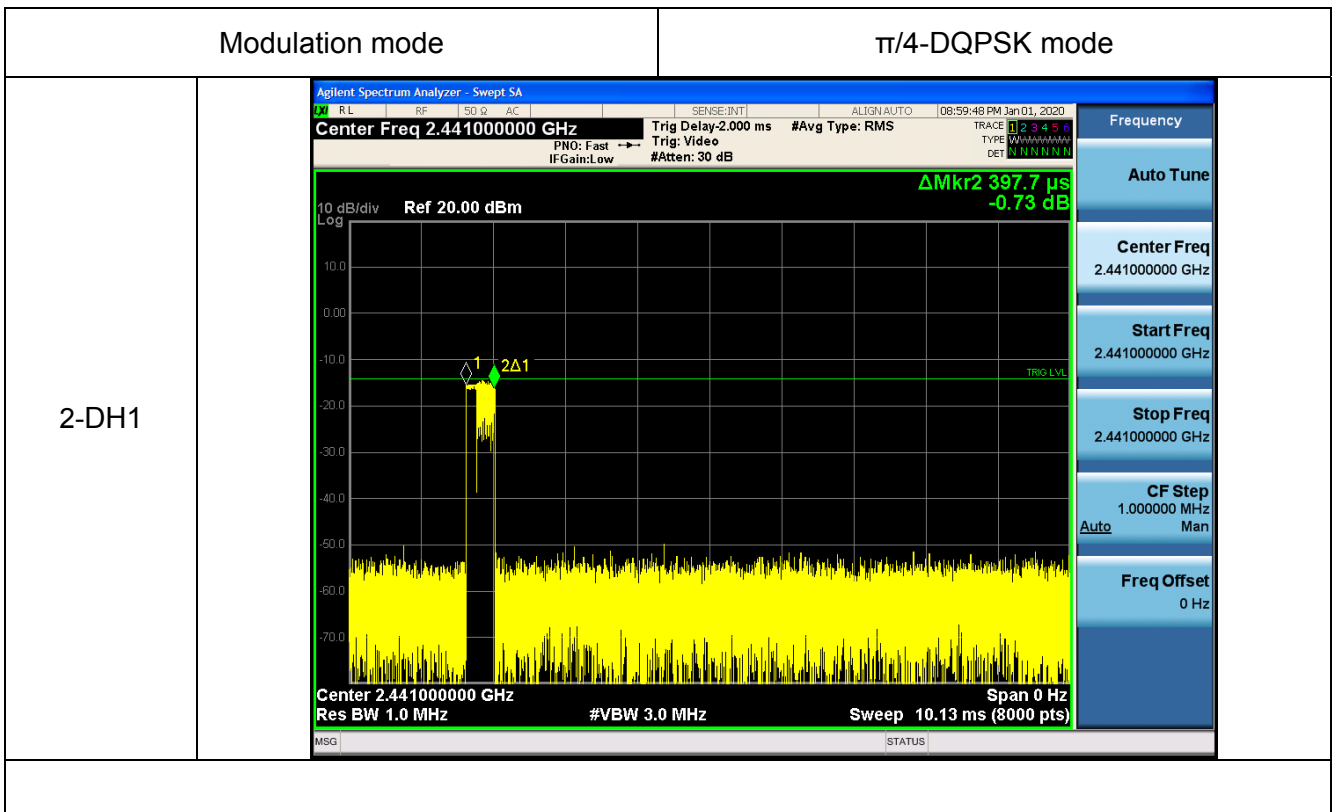 Modulation mode
π/4-DQPSK mode
2-DH1
Agilent Spectrum Analyzer - Swept SA
LXI RL RF 50 Ω AC SENSE:INT ALIGN AUTO 08:59:48 PM Jan 01, 2020
Center Freq 2.441000000 GHz
PNO: Fast
IFGain:Low
Trig Delay-2.000 ms
Trig: Video
#Atten: 30 dB
#Avg Type: RMS
TRACE 1 2 3 4 5 6
TYPE WWWWWW
DET N N N N N N
ΔMkr2 397.7 µs
-0.73 dB
10 dB/div
Log
Ref 20.00 dBm
10.0
0.00
-10.0
-20.0
-30.0
-40.0
-50.0
-60.0
-70.0
1
2Δ1
TRIG LVL
Center 2.441000000 GHz
Span 0 Hz
Res BW 1.0 MHz
#VBW 3.0 MHz
Sweep 10.13 ms (8000 pts)
MSG
STATUS
Frequency
Auto Tune
Center Freq
2.441000000 GHz
Start Freq
2.441000000 GHz
Stop Freq
2.441000000 GHz
CF Step
1.000000 MHz
Auto Man
Freq Offset
0 Hz